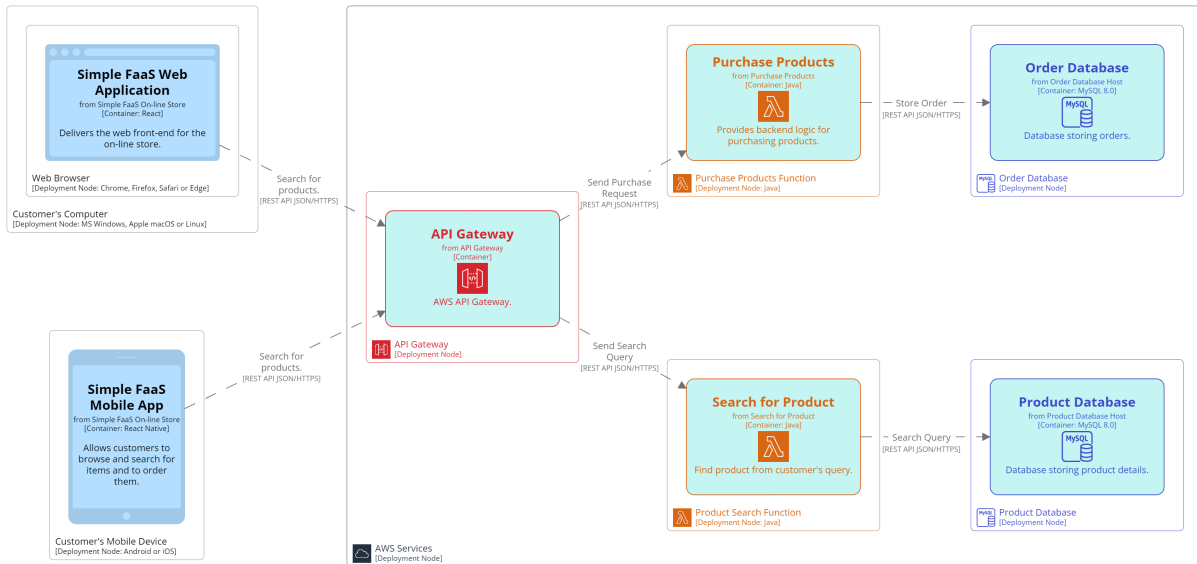 Simple FaaS Web
Application
from Simple FaaS On-line Store
[Container: React]
Delivers the web front-end for the
on-line store.
Web Browser
[Deployment Node: Chrome, Firefox, Safari or Edge]
Customer's Computer
[Deployment Node: MS Windows, Apple macOS or Linux]
Search for
products.
[REST API JSON/HTTPS]
Simple FaaS
Mobile App
from Simple FaaS On-line Store
[Container: React Native]
Allows customers to
browse and search for
items and to order
them.
Customer's Mobile Device
[Deployment Node: Android or iOS]
Search for
products.
[REST API JSON/HTTPS]
API Gateway
from API Gateway
[Container]
AWS API Gateway.
API Gateway
[Deployment Node]
Send Purchase
Request
[REST API JSON/HTTPS]
Send Search
Query
[REST API JSON/HTTPS]
Purchase Products
from Purchase Products
[Container: Java]
Provides backend logic for
purchasing products.
Purchase Products Function
[Deployment Node: Java]
Store Order
[REST API JSON/HTTPS]
Order Database
from Order Database Host
[Container: MySQL 8.0]
MySQL
Database storing orders.
MySQL
Order Database
[Deployment Node]
Search for Product
from Search for Product
[Container: Java]
Find product from customer's query.
Product Search Function
[Deployment Node: Java]
Search Query
[REST API JSON/HTTPS]
Product Database
from Product Database Host
[Container: MySQL 8.0]
MySQL
Database storing product details.
MySQL
Product Database
[Deployment Node]
AWS Services
[Deployment Node]